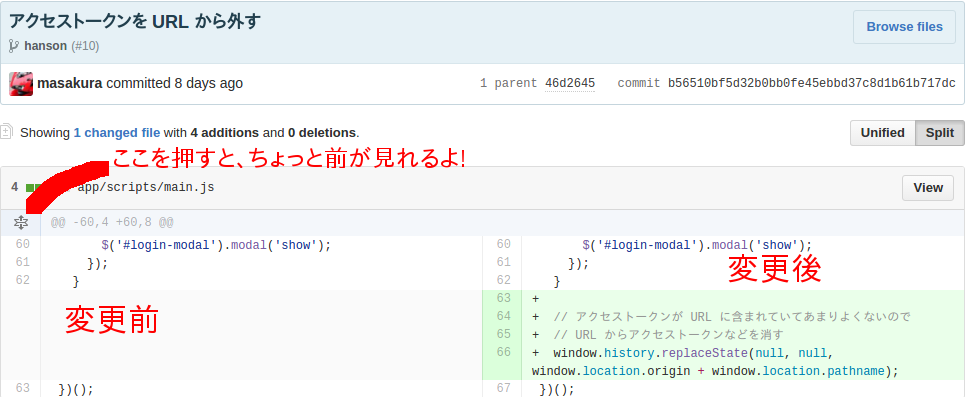 アクセストークンを URL から外す
Browse files
hanson (#10)
masakura committed 8 days ago
1 parent 46d2645 commit b56510bf5d32b0bb0fe45ebbd37c8d1b61b717dc
Showing 1 changed file with 4 additions and 0 deletions.
Unified Split
ここを押すと、ちょっと前が見れるよ!
4 app/scripts/main.js
View
@@ -60,4 +60,8 @@
60 $('#login-modal').modal('show');
61 });
62 }
変更前
63 })();
60 $('#login-modal').modal('show');
61 });
62 }
変更後
63 +
64 + // アクセストークンが URL に含まれていてあまりよくないので
65 + // URL からアクセストークンなどを消す
66 + window.history.replaceState(null, null,
window.location.origin + window.location.pathname);
67 })();